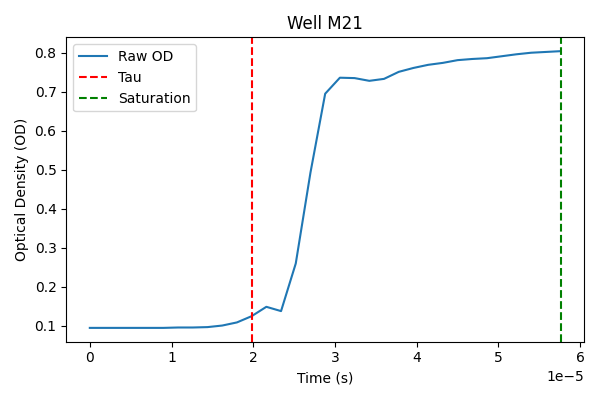 Well M21
Raw OD
Tau
Saturation
Optical Density (OD)
0.8
0.7
0.6
0.5
0.4
0.3
0.2
0.1
0 1 2 3 4 5 6
1e−5
Time (s)